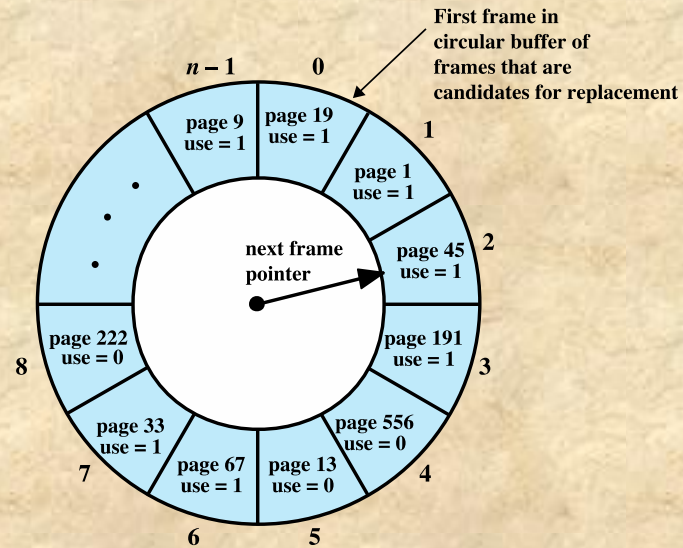 First frame in
circular buffer of
frames that are
candidates for replacement
n – 1
0
page 9
use = 1
page 19
use = 1
1
page 1
use = 1
2
page 45
use = 1
next frame
pointer
page 191
use = 1
3
page 222
use = 0
8
page 556
use = 0
4
page 33
use = 1
7
page 67
use = 1
6
page 13
use = 0
5